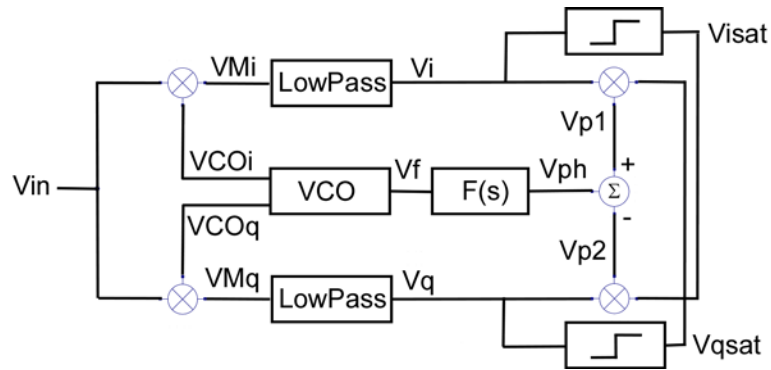 Visat
VMi
LowPass
Vi
Vp1
VCOi
Vf
Vph
+
Vin
VCO
F(s)
Σ
VCOq
-
Vp2
VMq
LowPass
Vq
Vqsat